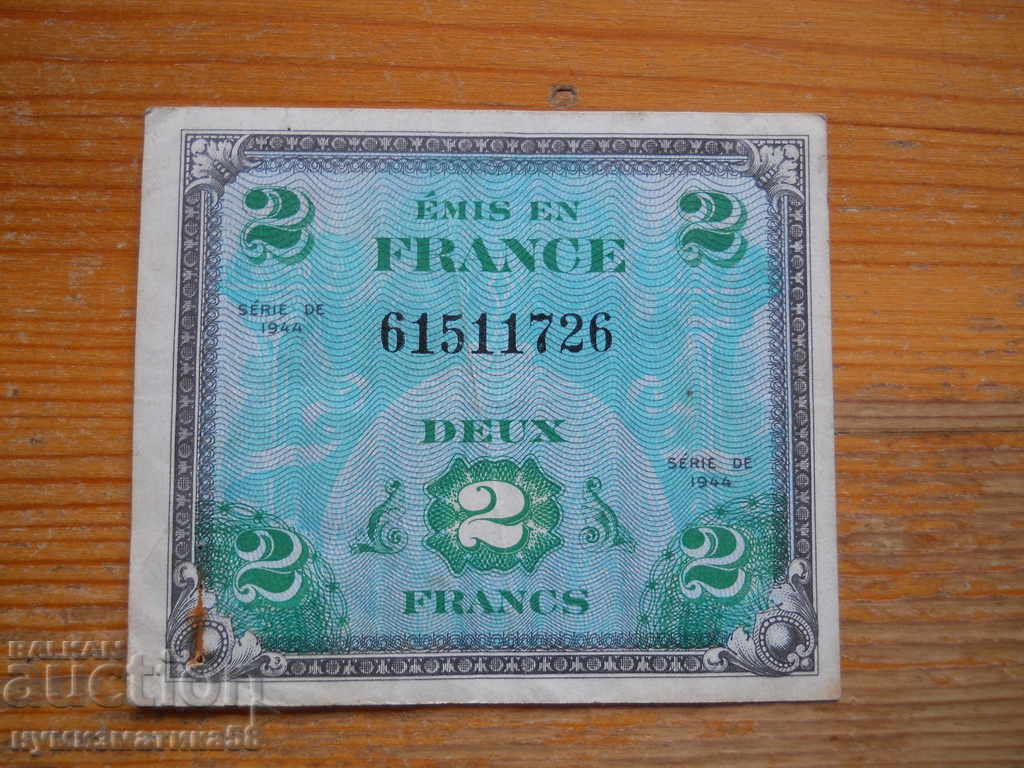 2 ÉMIS EN 2
FRANCE
SÉRIE DE
1944
61511726
DEUX
SÉRIE DE
1944
2
2 2
FRANCS
BALKAN
auction
нумизматика58